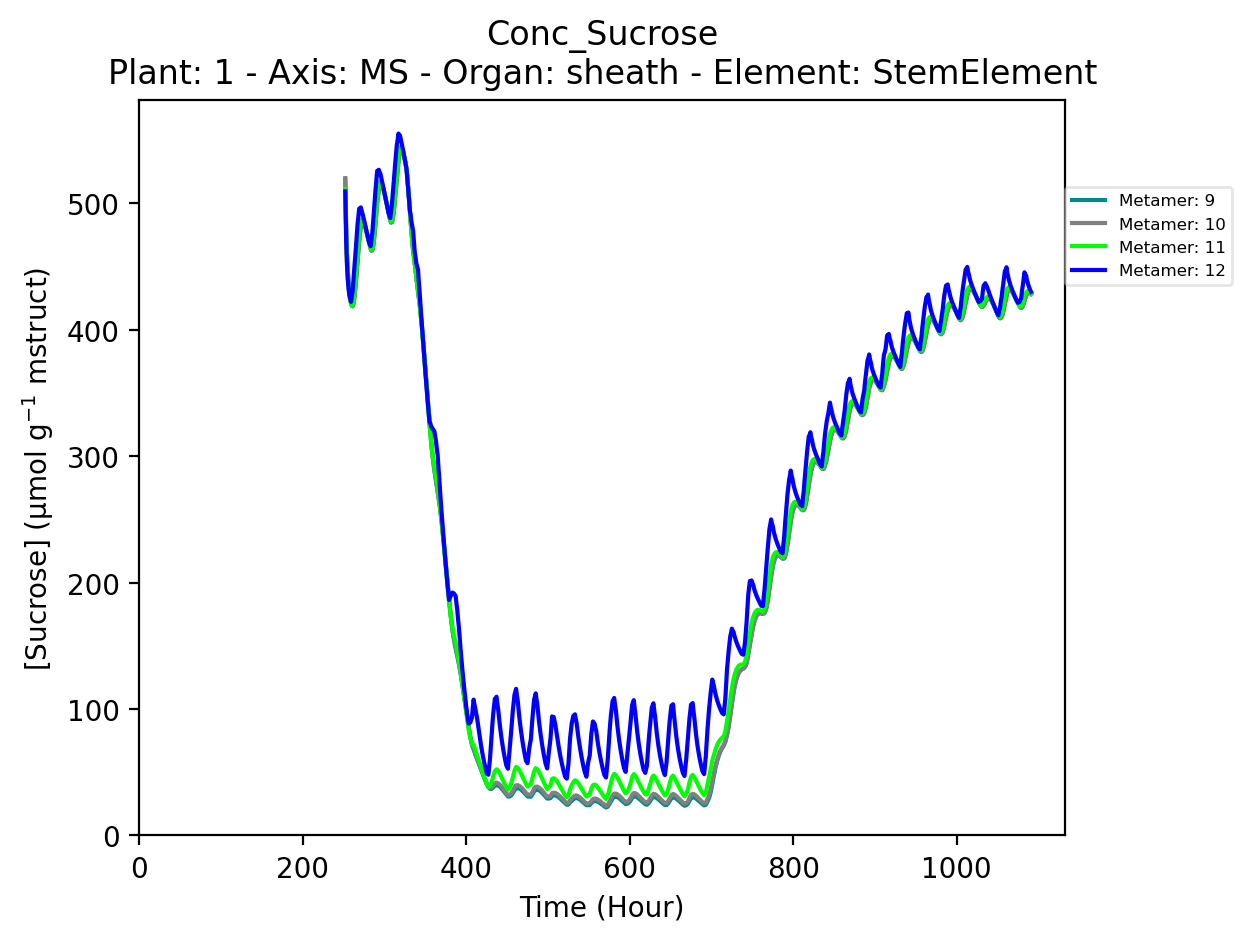 Conc_Sucrose
Plant: 1 - Axis: MS - Organ: sheath - Element: StemElement
[Sucrose] (µmol g⁻¹ mstruct)
500
400
300
200
100
0
0 200 400 600 800 1000
Time (Hour)
Metamer: 9
Metamer: 10
Metamer: 11
Metamer: 12